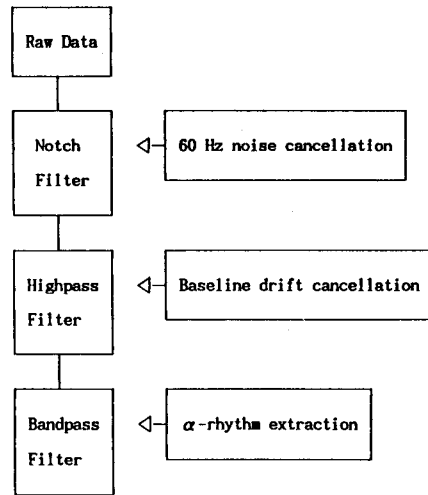 Raw Data
Notch
Filter
60 Hz noise cancellation
Highpass
Filter
Baseline drift cancellation
Bandpass
Filter
α-rhythm extraction